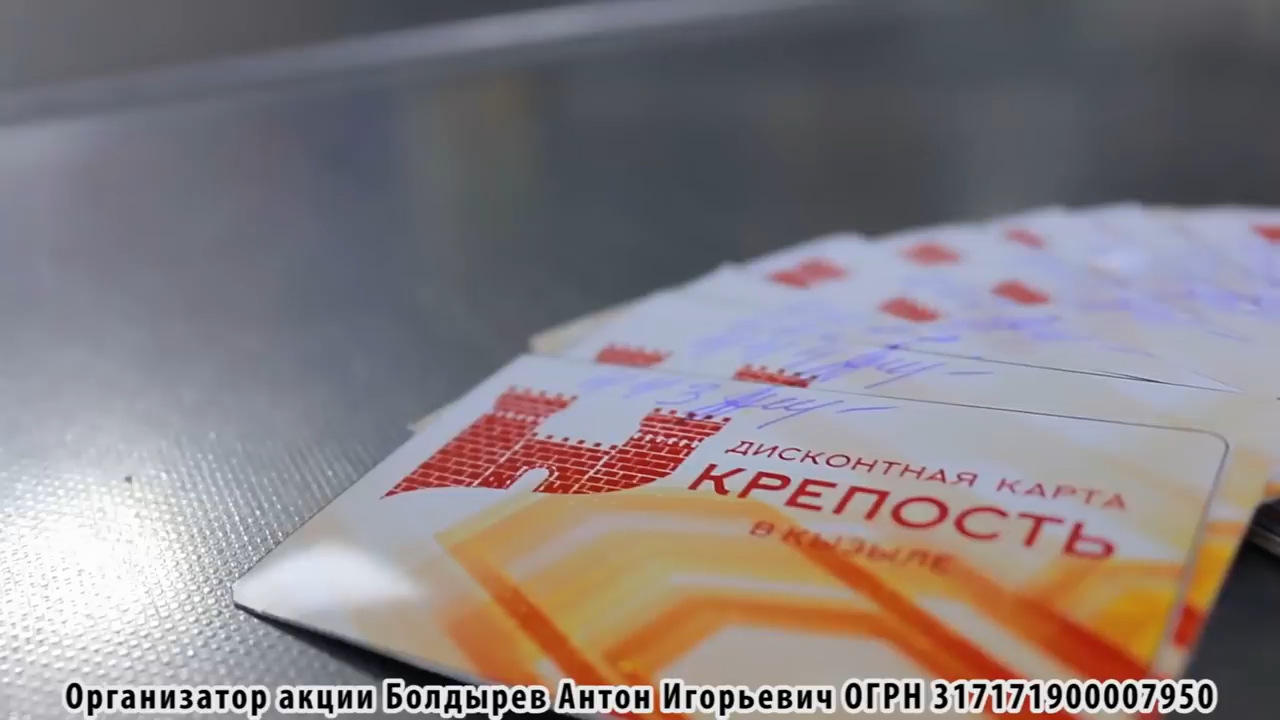 ДИСКОНТНАЯ КАРТА
КРЕПОСТЬ
В КЫЗЫЛЕ
Организатор акции Болдырев Антон Игорьевич ОГРН 317171900007950